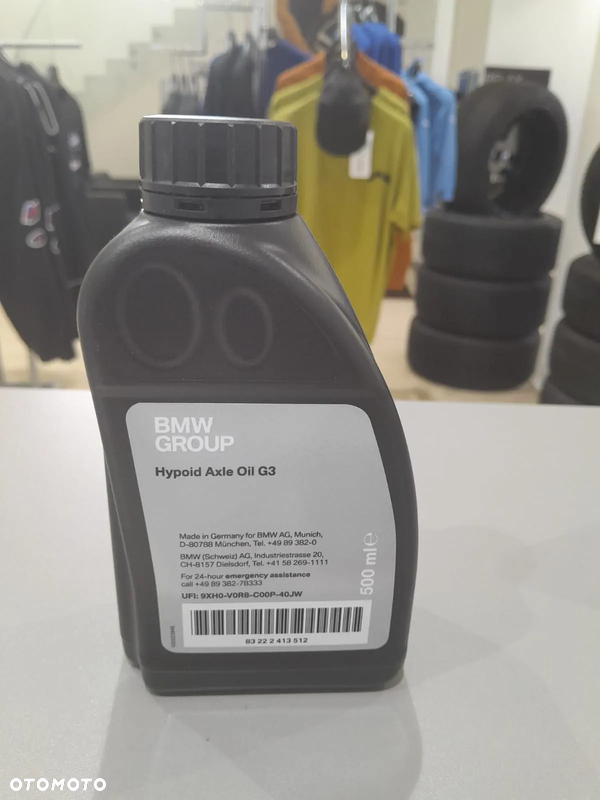 BMW
GROUP
Hypoid Axle Oil G3
Made in Germany for BMW AG, Munich,
D-80788 München, Tel. +49 89 382-0
BMW (Schweiz) AG, Industriestrasse 20,
CH-8157 Dielsdorf, Tel. +41 58 269-1111
For 24-hour emergency assistance
call +49 89 382-78333
UFI: 9XH0-V0R8-C00P-40JW
500 ml ℮
83 22 2 413 512
OTOMOTO